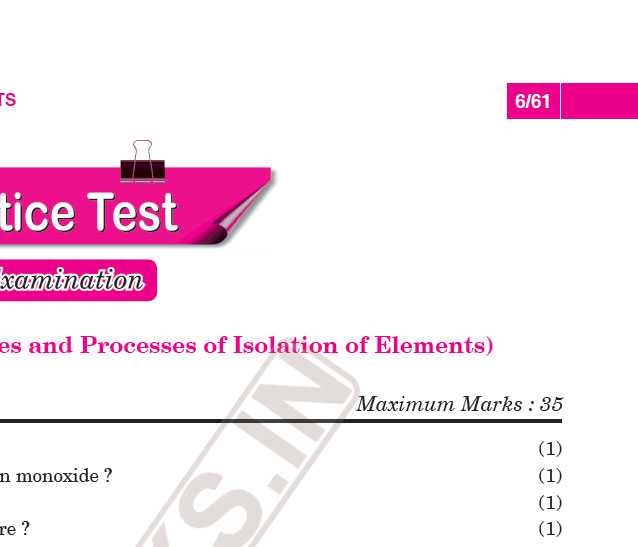 TS
6/61
tice Test
xamination
es and Processes of Isolation of Elements)
Maximum Marks : 35
(1)
n monoxide ? (1)
(1)
re ? (1)
KS.IN